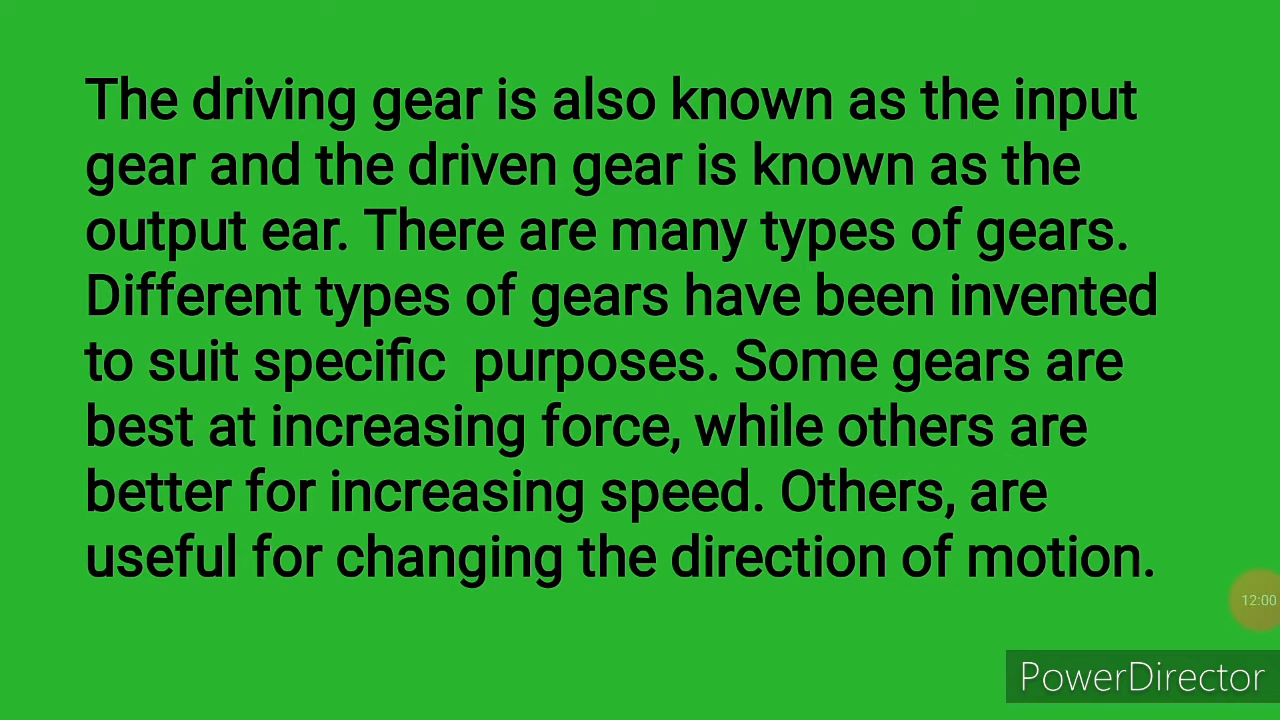 The driving gear is also known as the input
gear and the driven gear is known as the
output ear. There are many types of gears.
Different types of gears have been invented
to suit specific  purposes. Some gears are
best at increasing force, while others are
better for increasing speed. Others, are
useful for changing the direction of motion.
12:00
PowerDirector